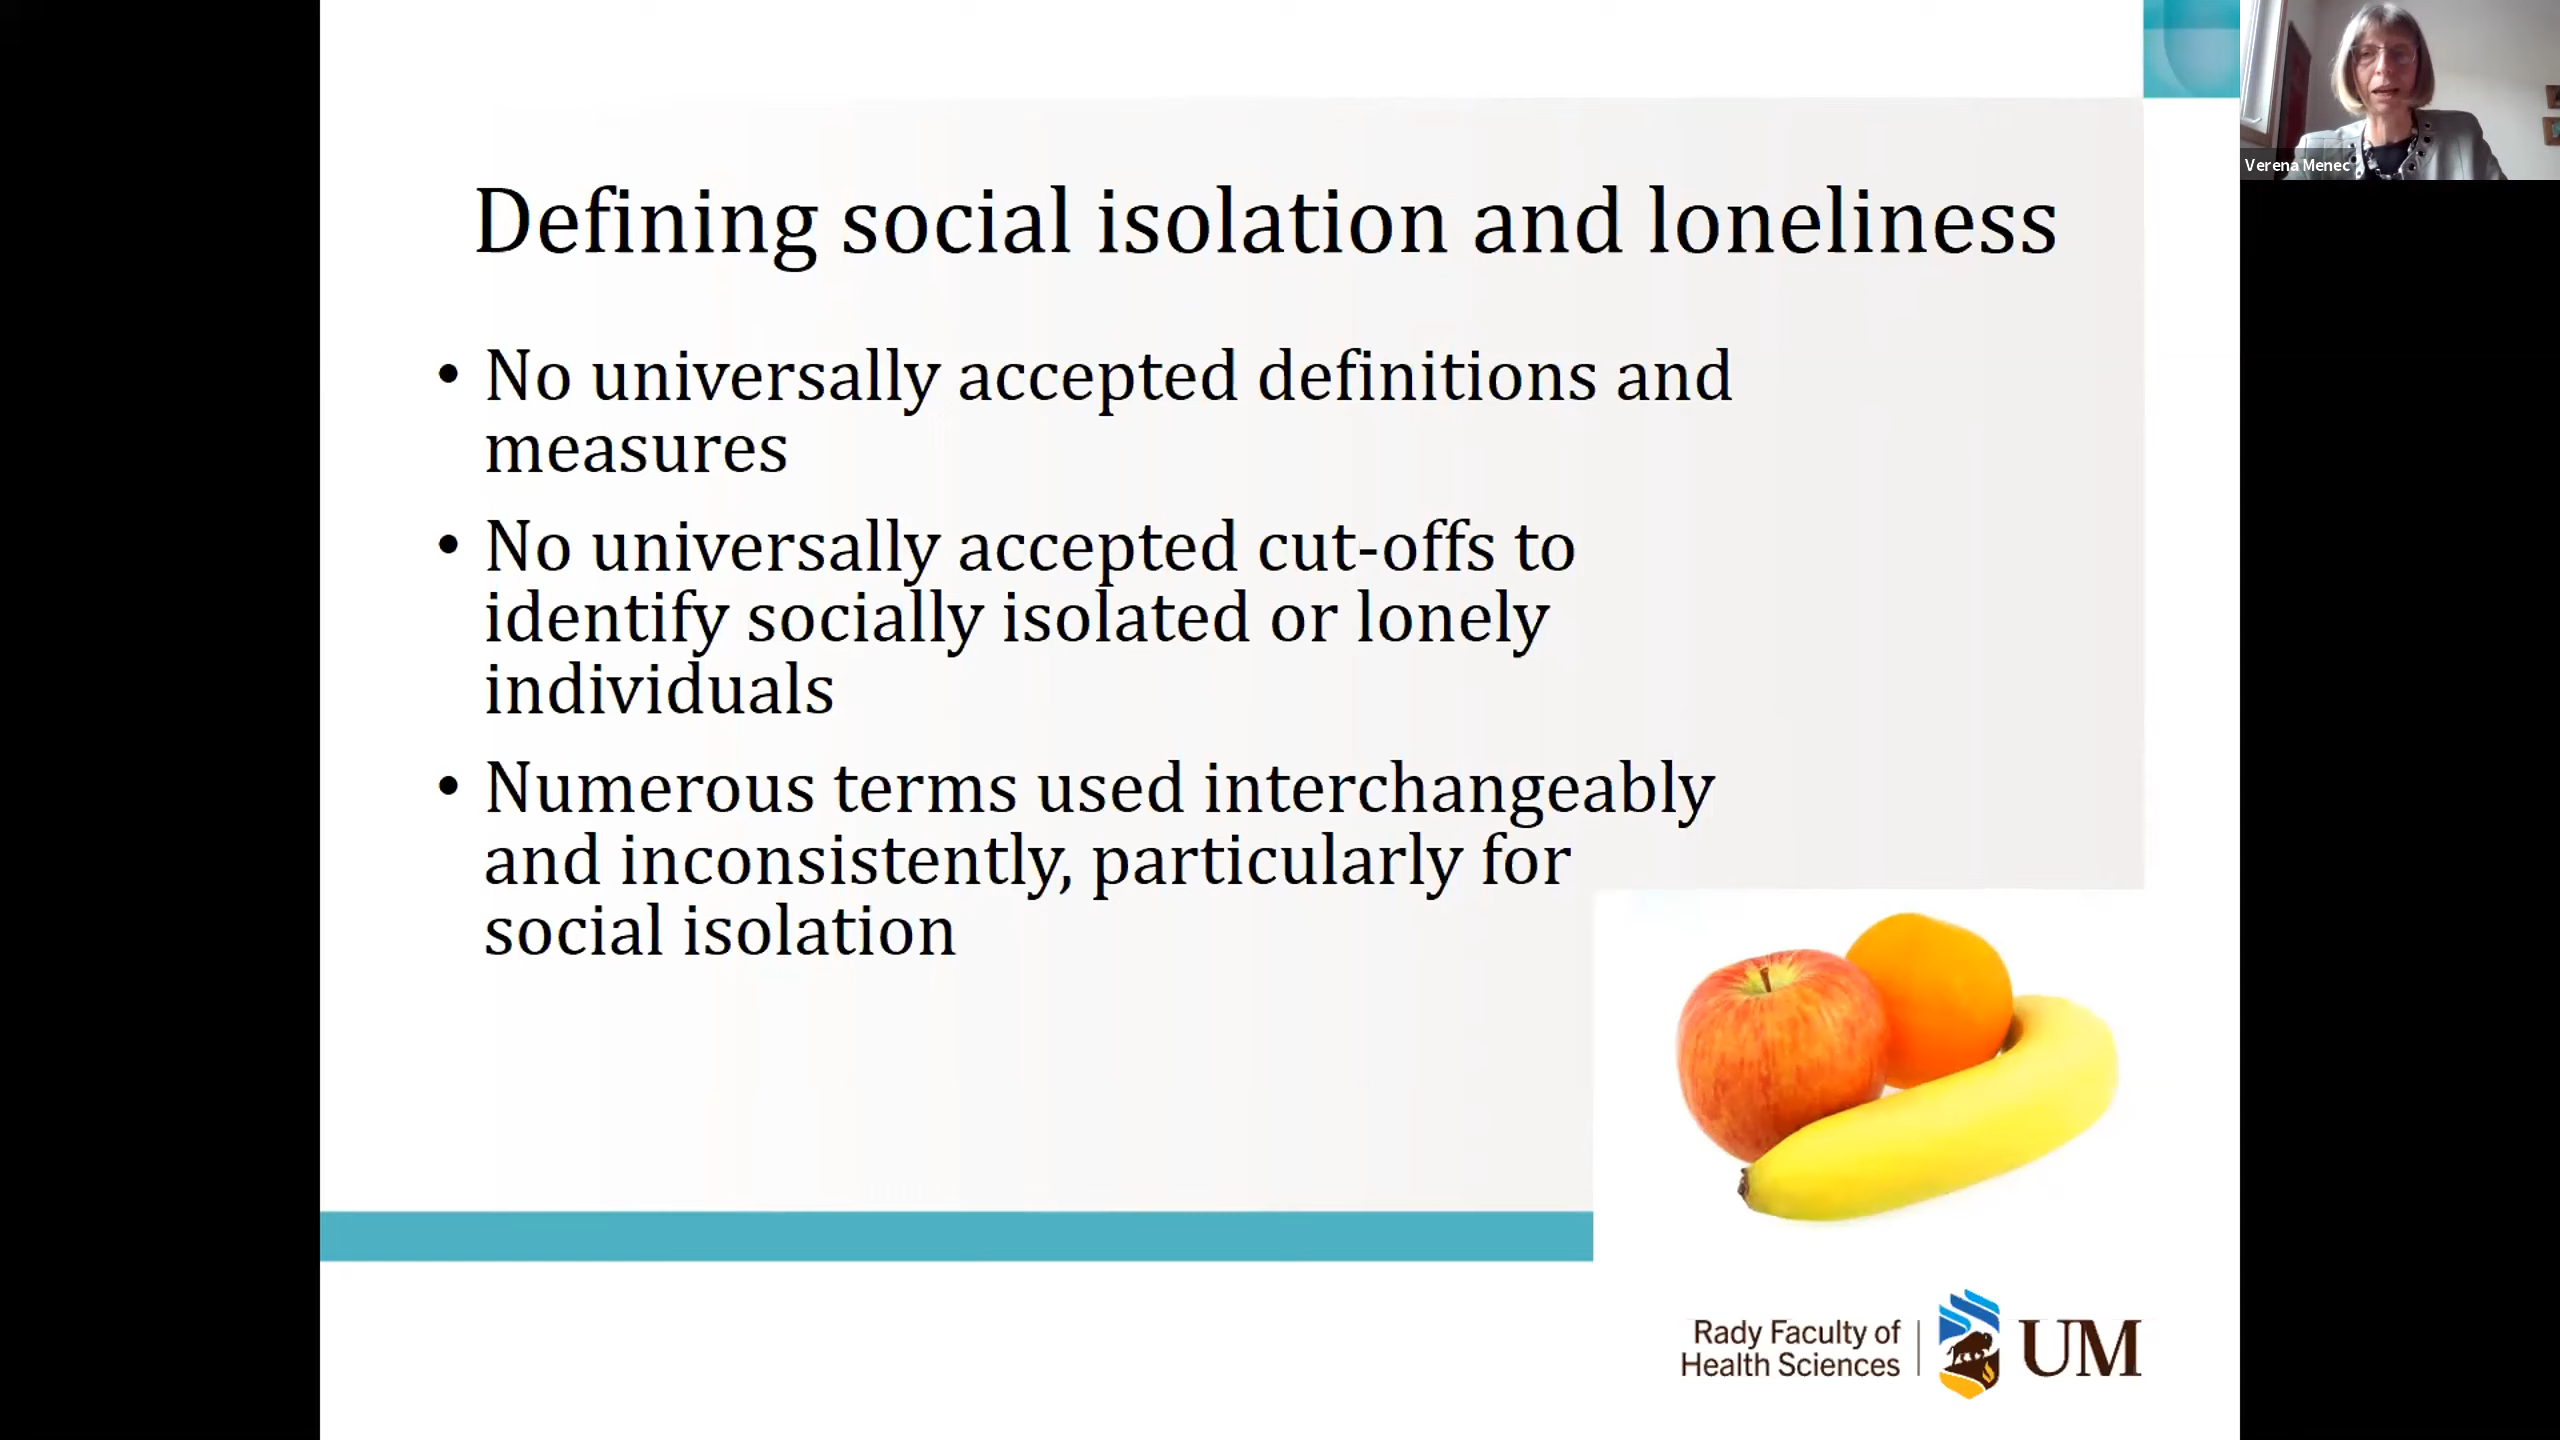 Defining social isolation and loneliness
• No universally accepted definitions and
measures
• No universally accepted cut-offs to
identify socially isolated or lonely
individuals
• Numerous terms used interchangeably
and inconsistently, particularly for
social isolation
Rady Faculty of
Health Sciences
UM
Verena Menec